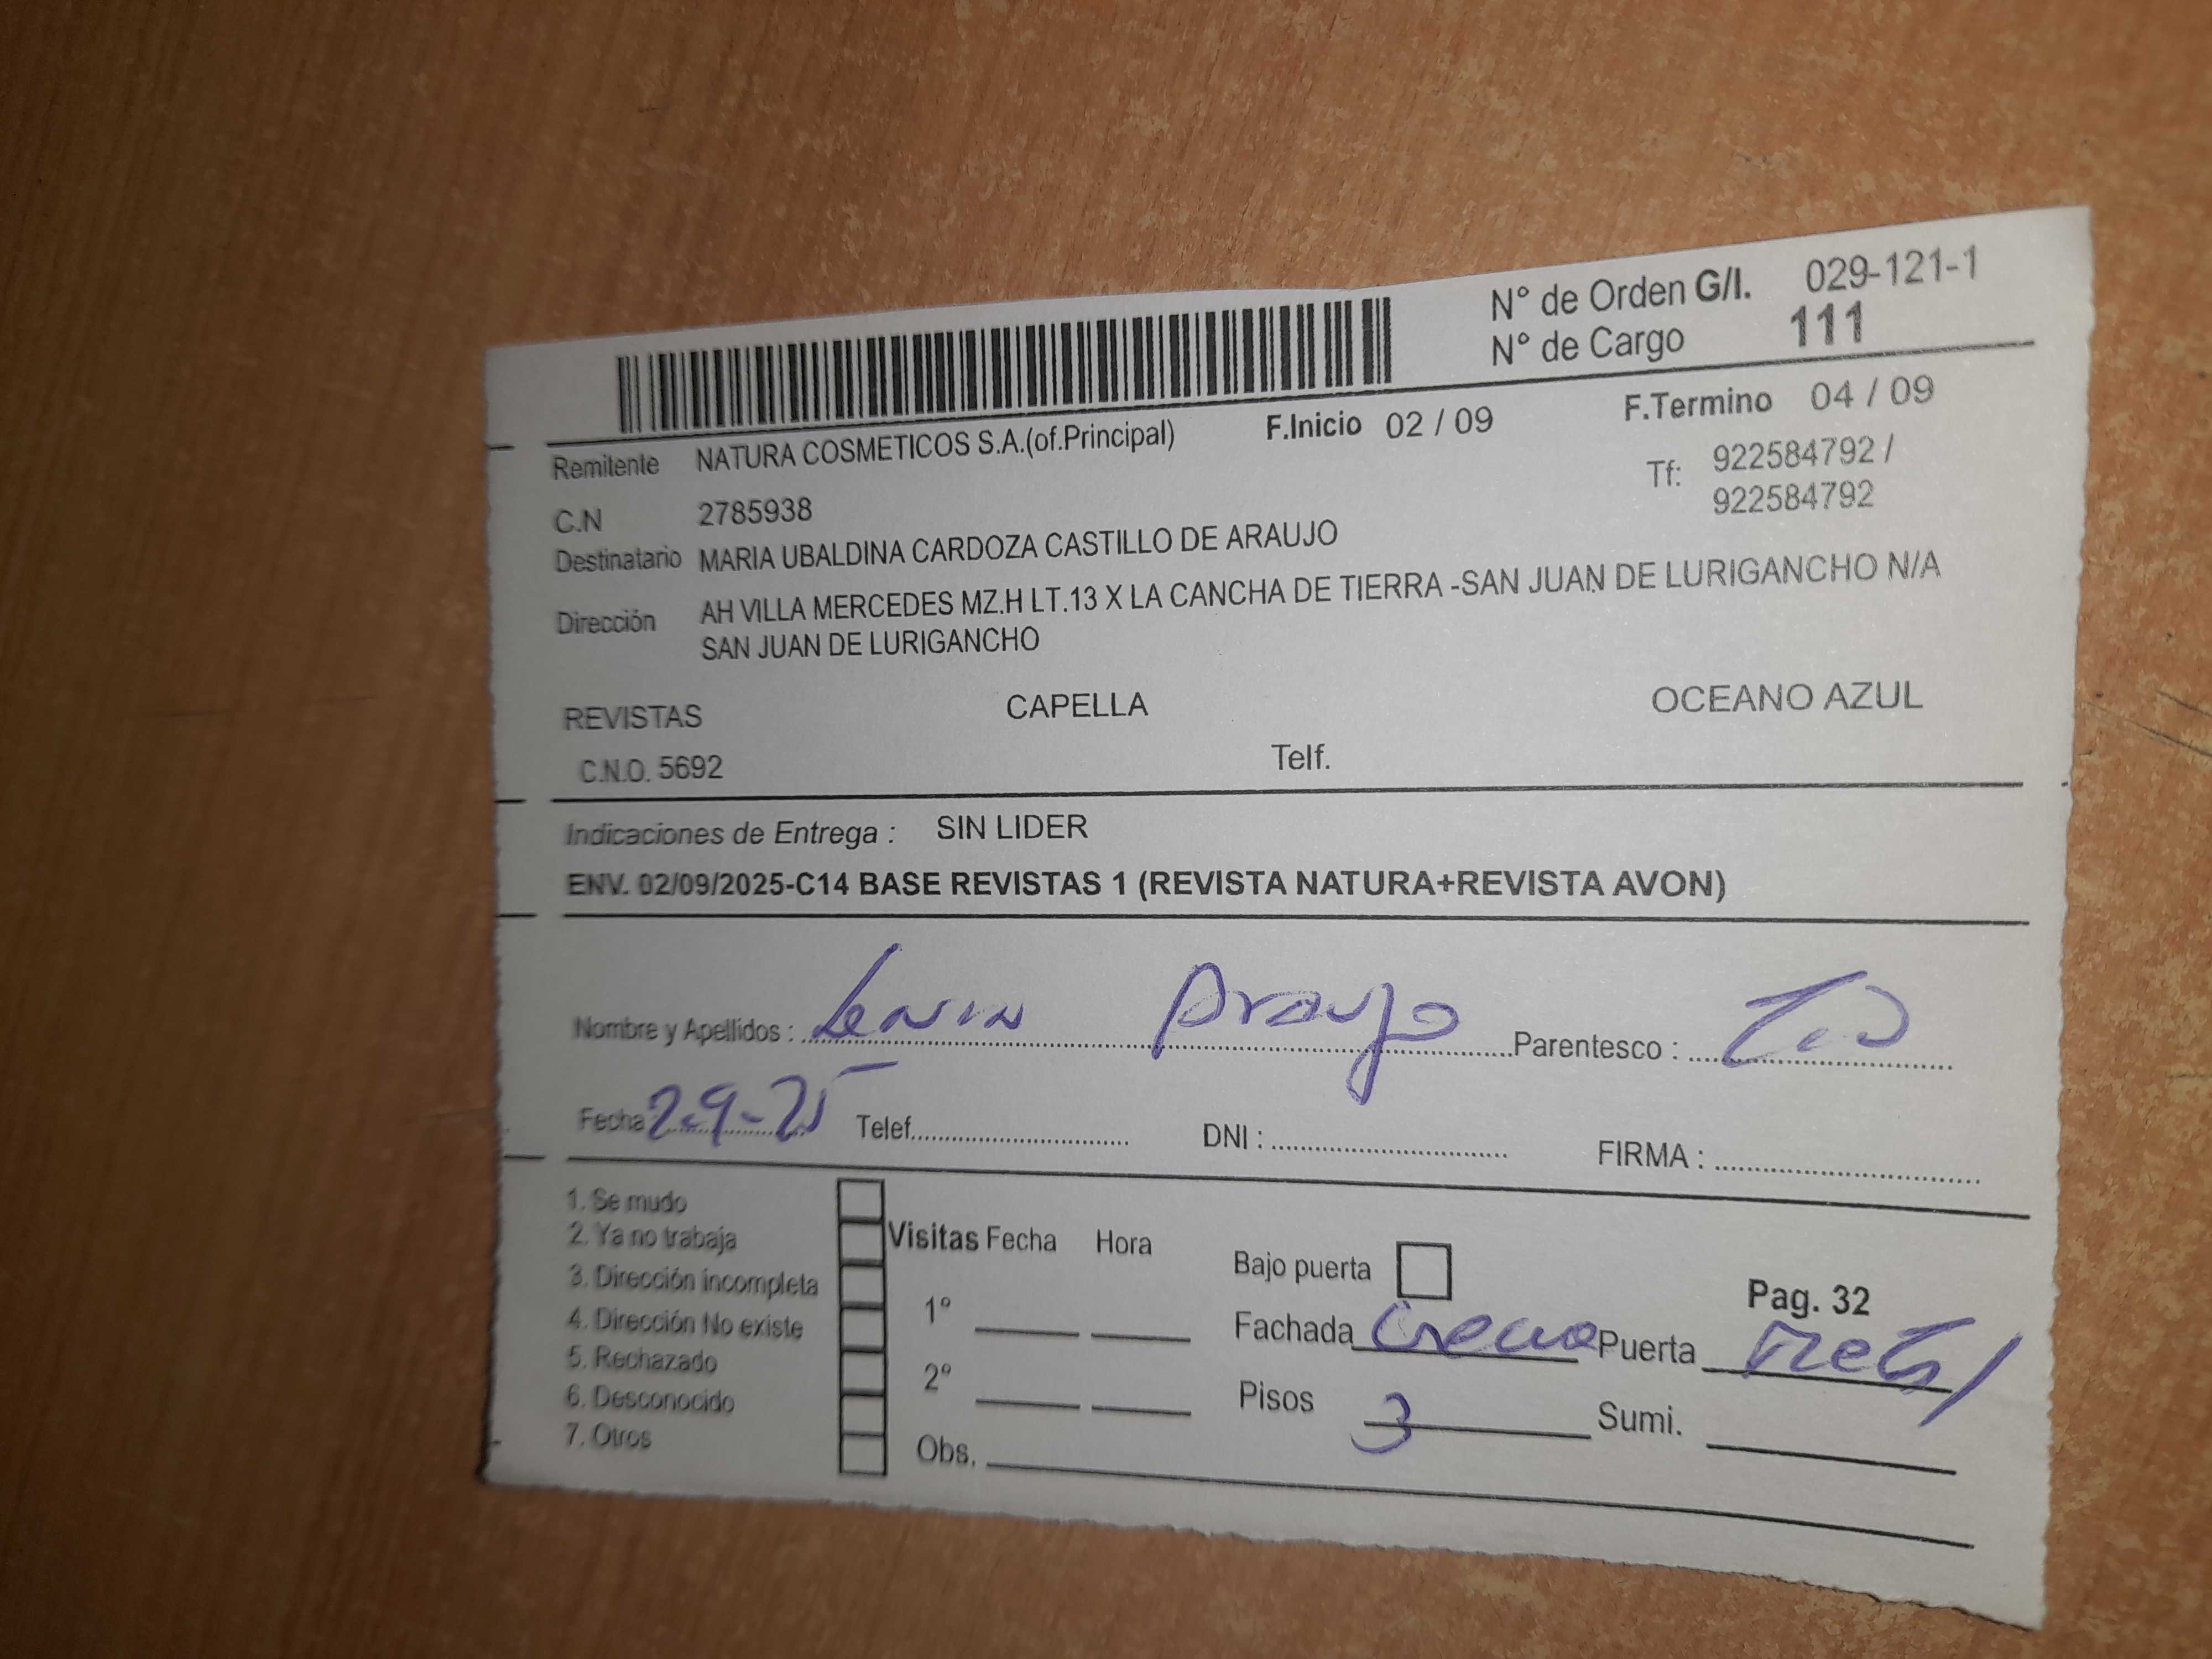 N° de Orden G/I. 029-121-1
N° de Cargo 111
Remitente NATURA COSMETICOS S.A.(of.Principal) F.Inicio 02 / 09 F.Termino 04 / 09
C.N 2785938 Tf: 922584792 /
922584792
Destinatario MARIA UBALDINA CARDOZA CASTILLO DE ARAUJO
Dirección AH VILLA MERCEDES MZ.H LT.13 X LA CANCHA DE TIERRA -SAN JUAN DE LURIGANCHO N/A
SAN JUAN DE LURIGANCHO
REVISTAS CAPELLA OCEANO AZUL
C.N.O. 5692 Telf.
Indicaciones de Entrega : SIN LIDER
ENV. 02/09/2025-C14 BASE REVISTAS 1 (REVISTA NATURA+REVISTA AVON)
Nombre y Apellidos : Lenin Araujo Parentesco : Tio
Fecha 2-9-25 Telef. DNI : FIRMA :
1. Se mudo
2. Ya no trabaja Visitas Fecha Hora
3. Dirección incompleta Bajo puerta Pag. 32
4. Dirección No existe 1° Fachada Crema Puerta Metal
5. Rechazado
6. Desconocido 2° Pisos 3 Sumi.
7. Otros Obs.